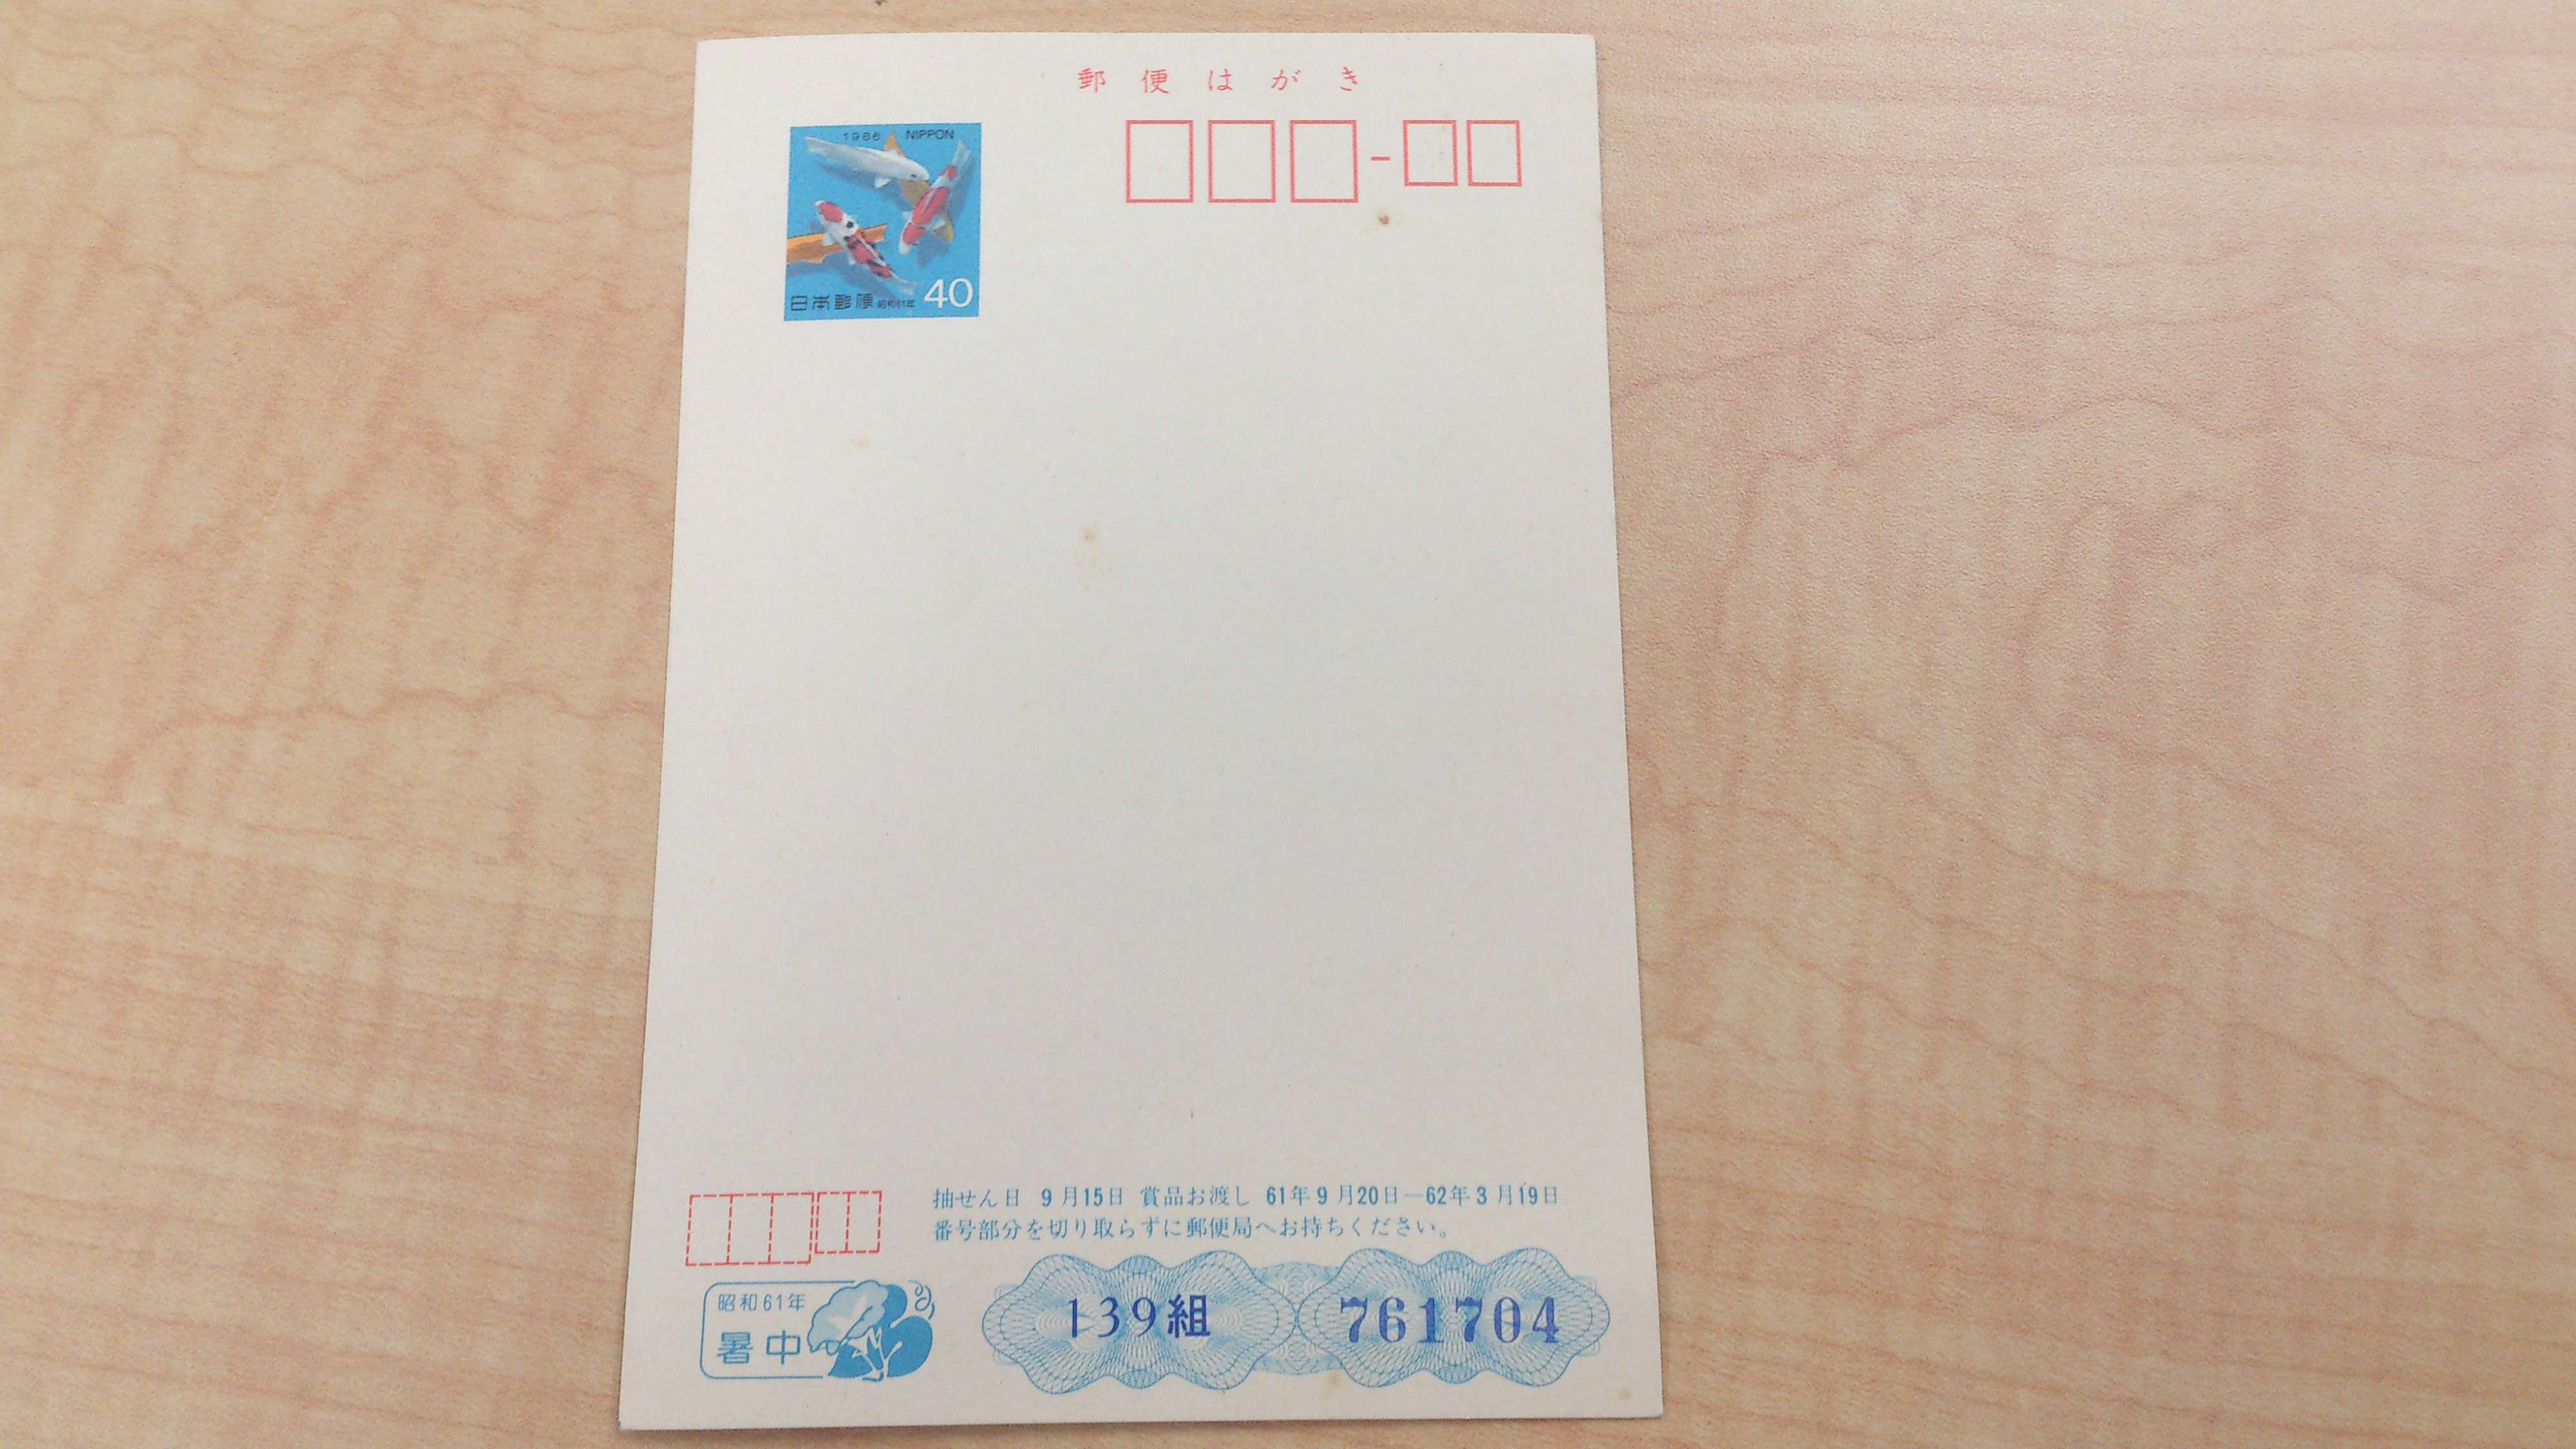 郵便はがき
1986 NIPPON
日本郵便 昭和61年 40
抽せん日 9月15日 賞品お渡し 61年9月20日―62年3月19日
番号部分を切り取らずに郵便局へお持ちください。
昭和61年
暑中
139組 761704